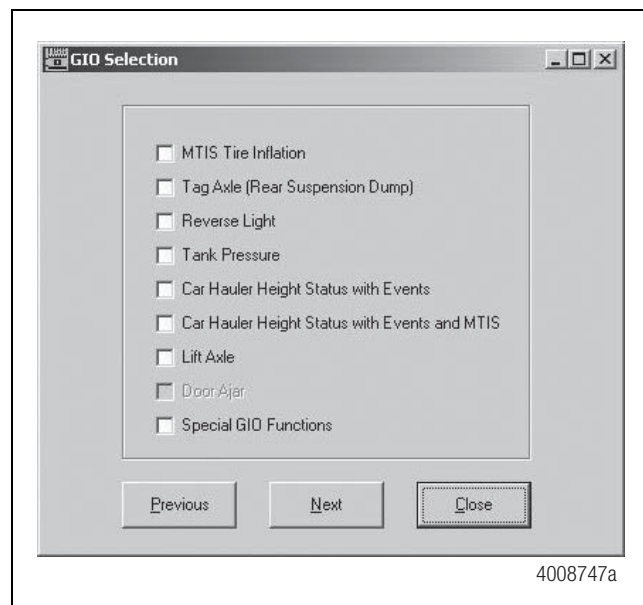 GIO Selection
MTIS Tire Inflation
Tag Axle (Rear Suspension Dump)
Reverse Light
Tank Pressure
Car Hauler Height Status with Events
Car Hauler Height Status with Events and MTIS
Lift Axle
Door Ajar
Special GIO Functions
Previous Next Close
4008747a